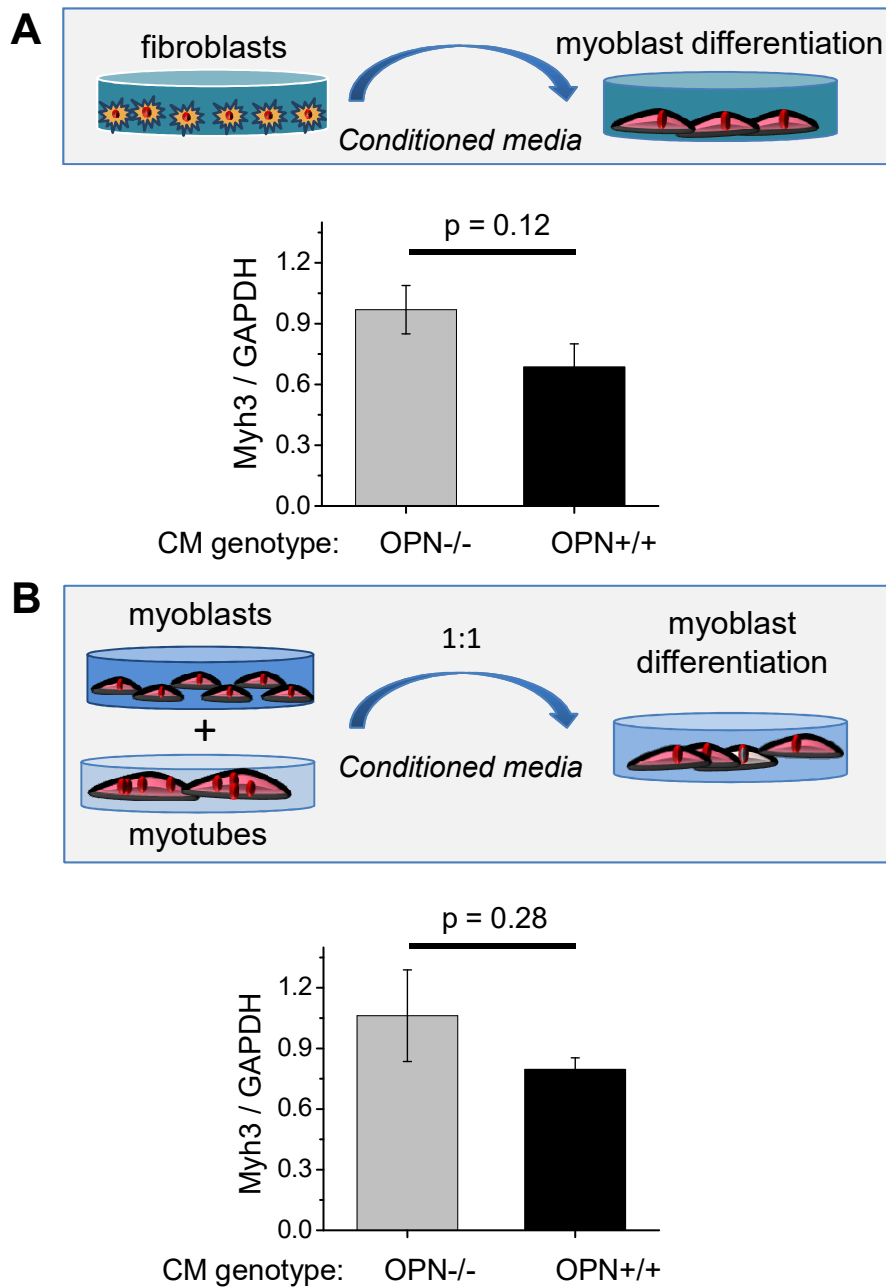 A
fibroblasts
myoblast differentiation
Conditioned media
p = 0.12
Myh3 / GAPDH
1.2
0.9
0.6
0.3
0.0
CM genotype: OPN-/- OPN+/+
B
myoblasts
+
myotubes
1:1
Conditioned media
myoblast
differentiation
p = 0.28
Myh3 / GAPDH
1.2
0.9
0.6
0.3
0.0
CM genotype: OPN-/- OPN+/+